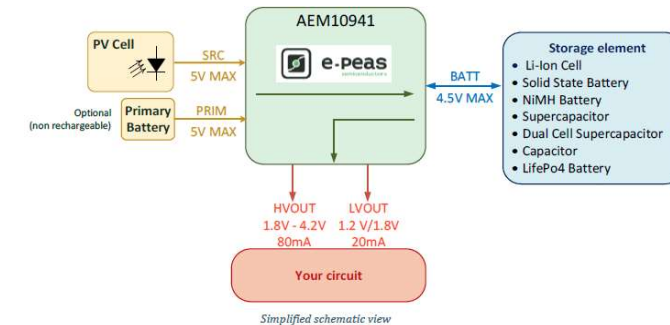 AEM10941
e-peas
semiconductors
PV Cell
SRC
5V MAX
Optional
(non rechargeable)
Primary
Battery
PRIM
5V MAX
BATT
4.5V MAX
Storage element
• Li-Ion Cell
• Solid State Battery
• NiMH Battery
• Supercapacitor
• Dual Cell Supercapacitor
• Capacitor
• LifePo4 Battery
HVOUT
1.8V - 4.2V
80mA
LVOUT
1.2 V/1.8V
20mA
Your circuit
Simplified schematic view